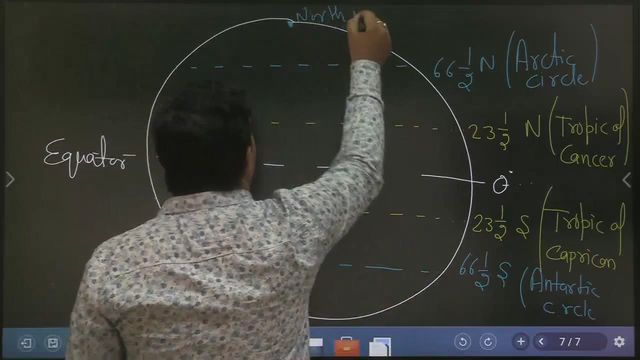 North
66 1/2 N (Arctic circle)
23 1/2 N (Tropic of Cancer)
Equator
0°
23 1/2 S (Tropic of Capricon
66 1/2 S (Antartic circle
7 / 7